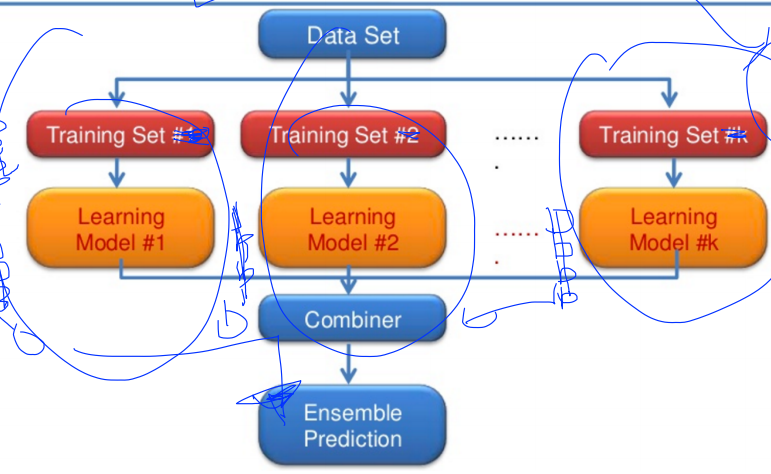 Data Set
Training Set #1
Training Set #2
…...
.
Training Set #k
Learning
Model #1
Learning
Model #2
…...
.
Learning
Model #k
Combiner
Ensemble
Prediction